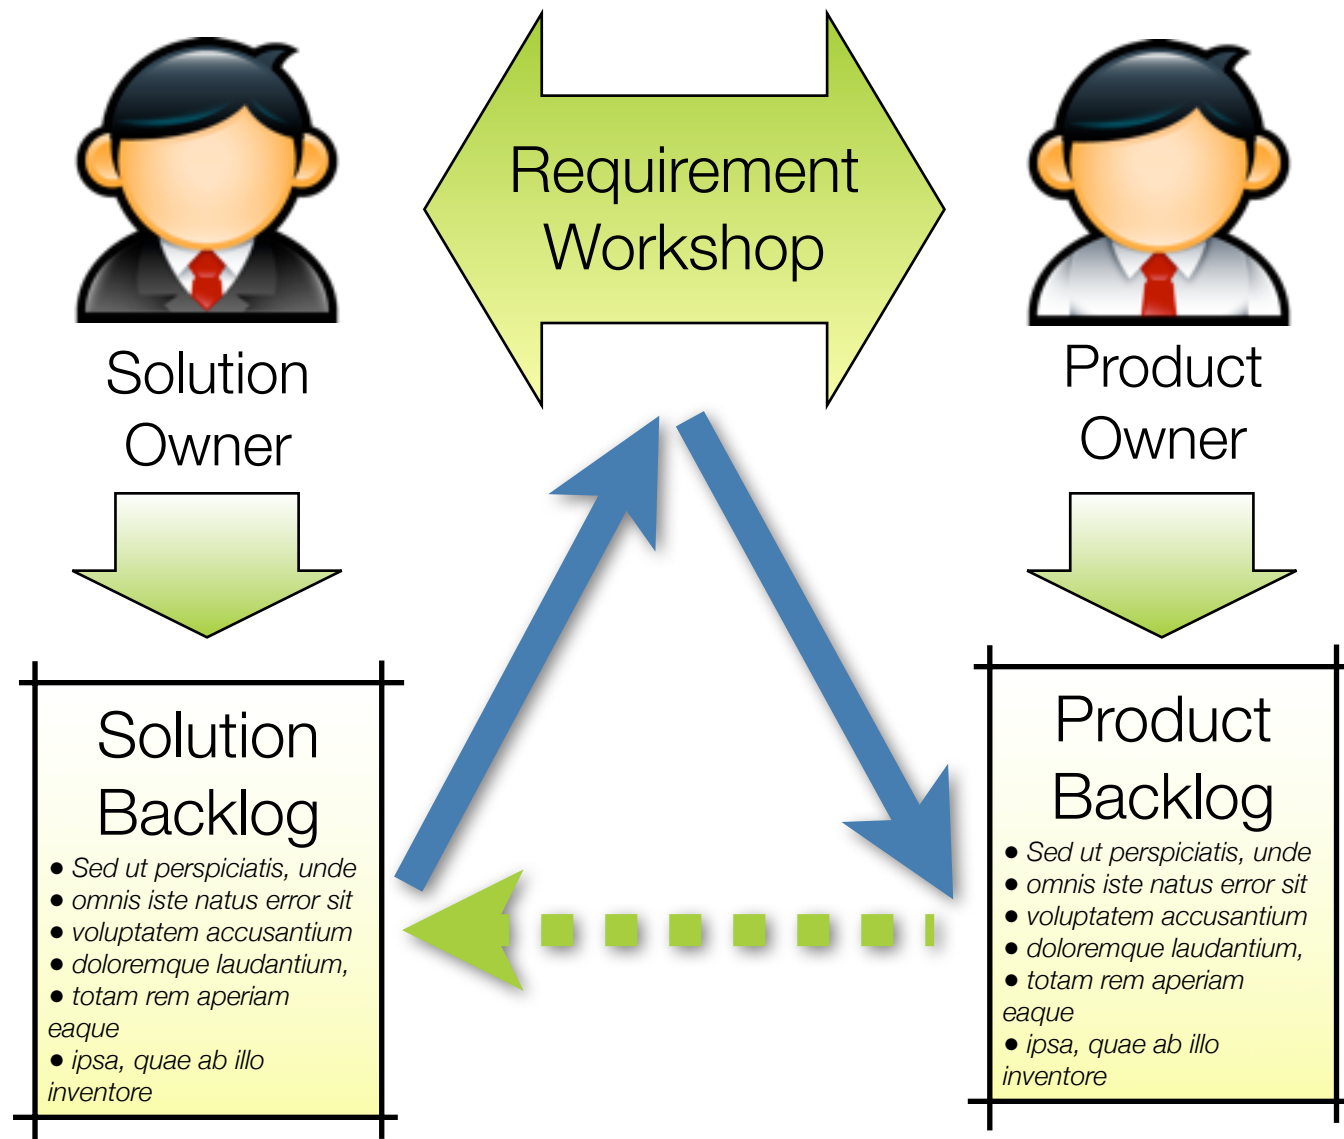 Requirement
Workshop
Solution
Owner
Product
Owner
Solution
Backlog
● Sed ut perspiciatis, unde
● omnis iste natus error sit
● voluptatem accusantium
● doloremque laudantium,
● totam rem aperiam
eaque
● ipsa, quae ab illo
inventore
Product
Backlog
● Sed ut perspiciatis, unde
● omnis iste natus error sit
● voluptatem accusantium
● doloremque laudantium,
● totam rem aperiam
eaque
● ipsa, quae ab illo
inventore